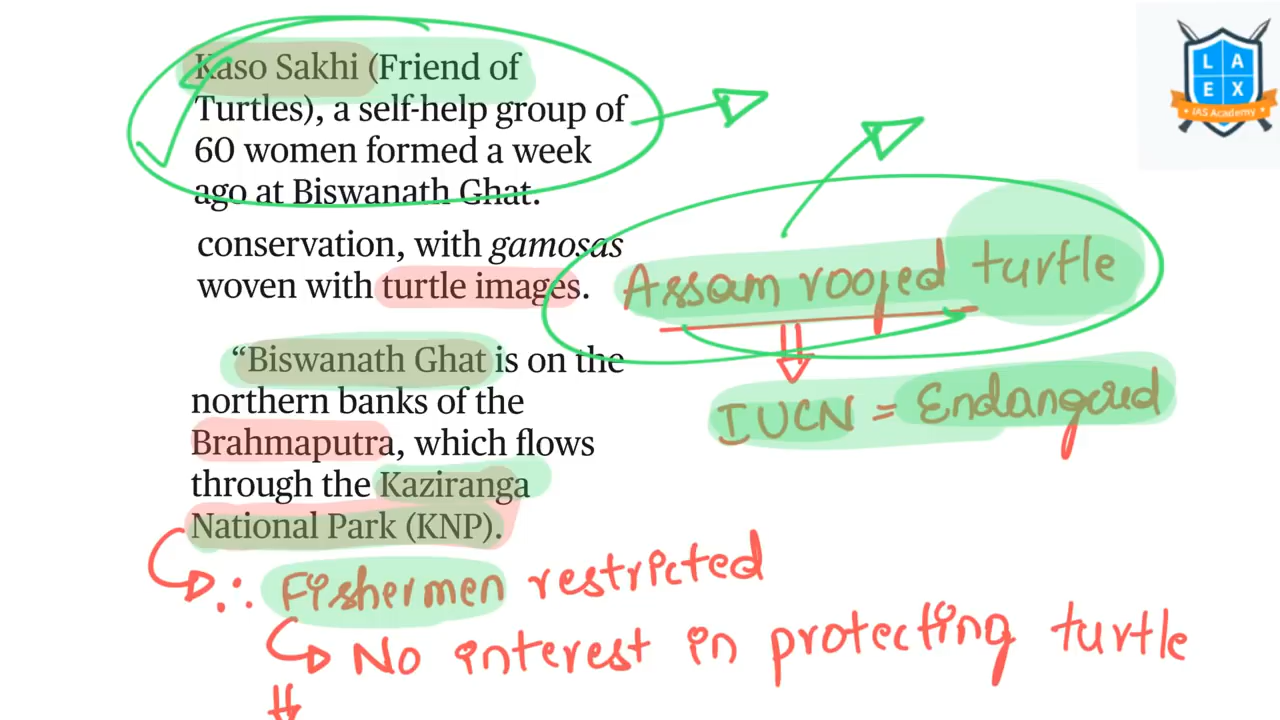 Kaso Sakhi (Friend of
Turtles), a self-help group of
60 women formed a week
ago at Biswanath Ghat.
conservation, with gamosas
woven with turtle images.
Assam roofed turtle
IUCN = Endangered
“Biswanath Ghat is on the
northern banks of the
Brahmaputra, which flows
through the Kaziranga
National Park (KNP).
∴ Fishermen restricted
No interest in protecting turtle
L A
E X
IAS Academy